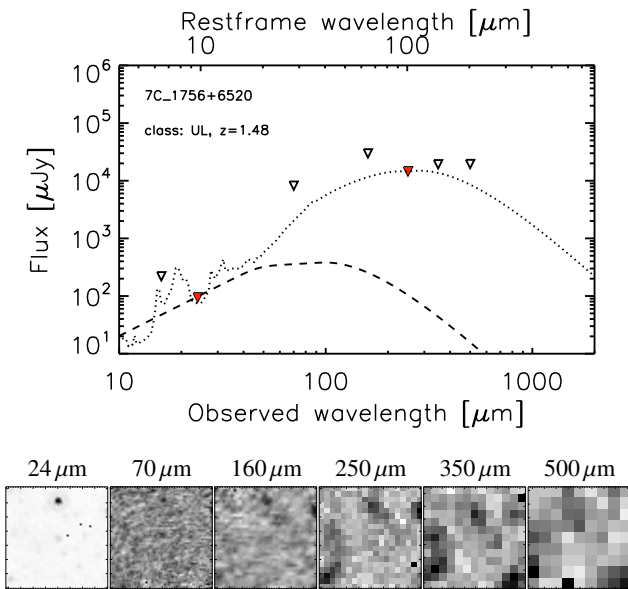 Restframe wavelength [μm]
10 100
10⁶
10⁵
10⁴
10³
10²
10¹
Flux [μJy]
7C_1756+6520
class: UL, z=1.48
10 100 1000
Observed wavelength [μm]
24 μm 70 μm 160 μm 250 μm 350 μm 500 μm